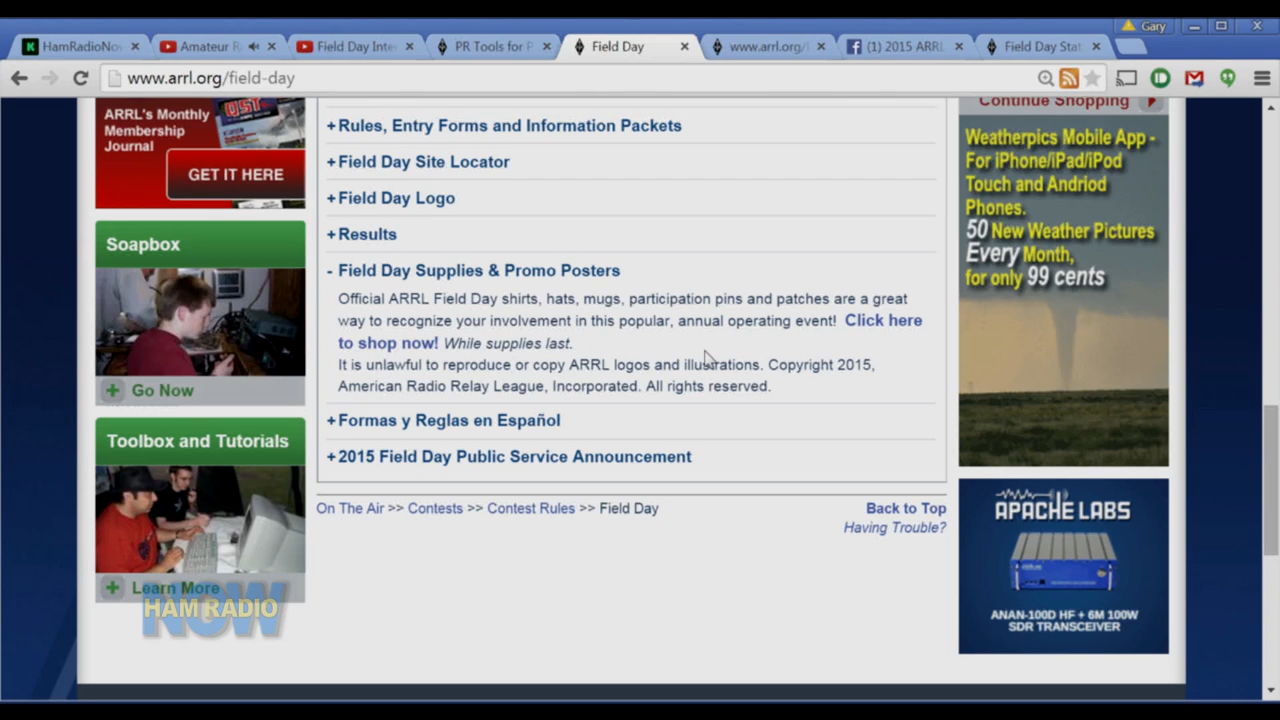 Gary
HamRadioNo
Amateur R
Field Day Inte
PR Tools for P
Field Day
www.arrl.org/
(1) 2015 ARRL
Field Day Stat
www.arrl.org/field-day
ARRL's Monthly
Membership
Journal
QST
GET IT HERE
Soapbox
+ Go Now
Toolbox and Tutorials
+ Learn More
HAM RADIO
NOW
+Rules, Entry Forms and Information Packets
+Field Day Site Locator
+Field Day Logo
+Results
- Field Day Supplies & Promo Posters
Official ARRL Field Day shirts, hats, mugs, participation pins and patches are a great
way to recognize your involvement in this popular, annual operating event! Click here
to shop now! While supplies last.
It is unlawful to reproduce or copy ARRL logos and illustrations. Copyright 2015,
American Radio Relay League, Incorporated. All rights reserved.
+Formas y Reglas en Español
+2015 Field Day Public Service Announcement
On The Air >> Contests >> Contest Rules >> Field Day
Back to Top
Having Trouble?
Continue Shopping
Weatherpics Mobile App -
For iPhone/iPad/iPod
Touch and Andriod
Phones.
50 New Weather Pictures
Every Month,
for only 99 cents
APACHE LABS
ANAN-100D HF + 6M 100W
SDR TRANSCEIVER